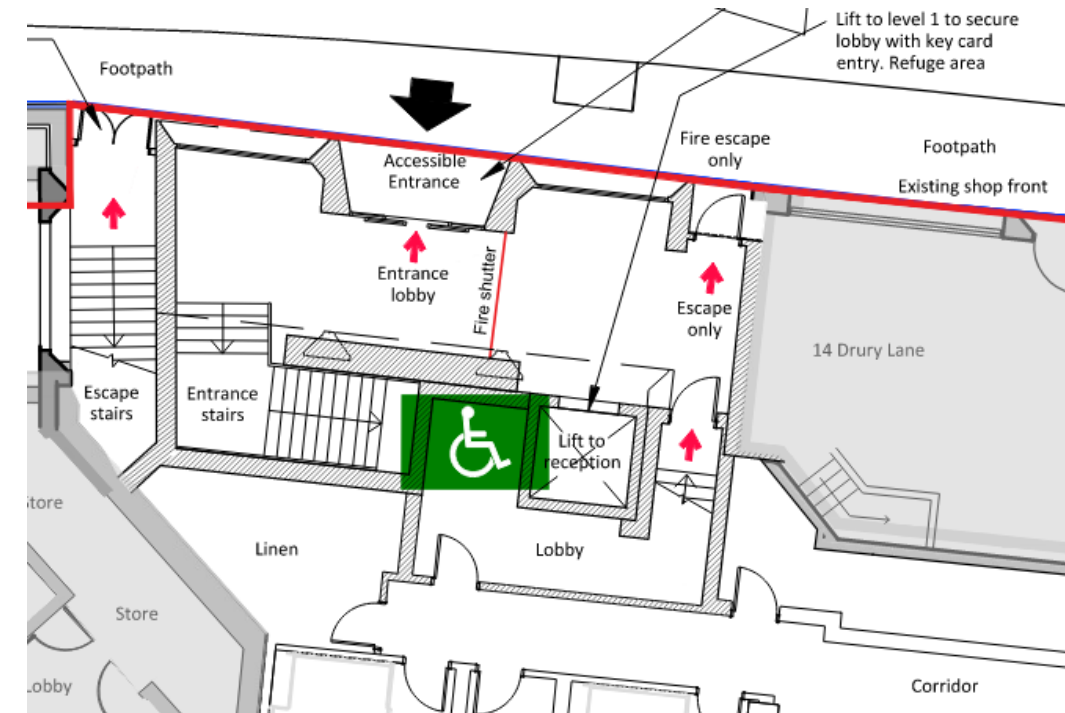 Lift to level 1 to secure
lobby with key card
entry. Refuge area
Footpath
Fire escape
only
Footpath
Accessible
Entrance
Existing shop front
Entrance
lobby
Fire shutter
Escape
only
14 Drury Lane
Escape
stairs
Entrance
stairs
Lift to
reception
Store
Linen
Lobby
Store
Lobby
Corridor